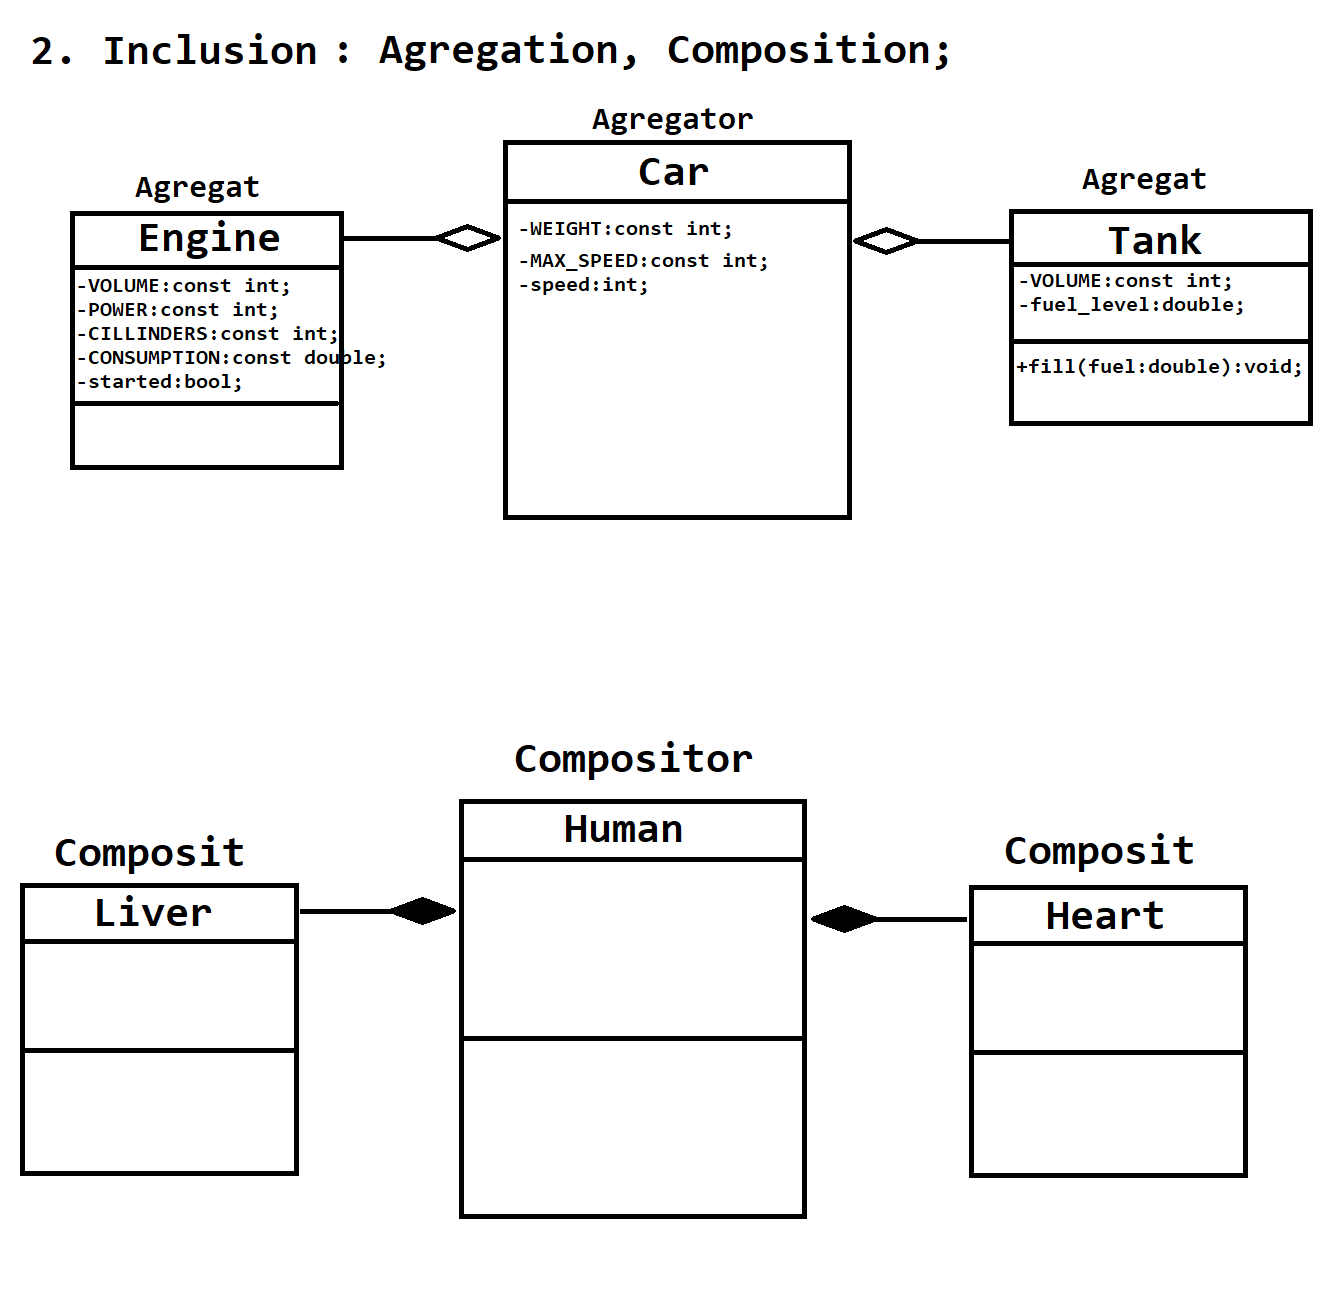 2. Inclusion : Agregation, Composition;
Agregator
Car
-WEIGHT:const int;
-MAX_SPEED:const int;
-speed:int;
Agregat
Engine
-VOLUME:const int;
-POWER:const int;
-CILLINDERS:const int;
-CONSUMPTION:const double;
-started:bool;
Agregat
Tank
-VOLUME:const int;
-fuel_level:double;
+fill(fuel:double):void;
Compositor
Human
Composit
Liver
Composit
Heart